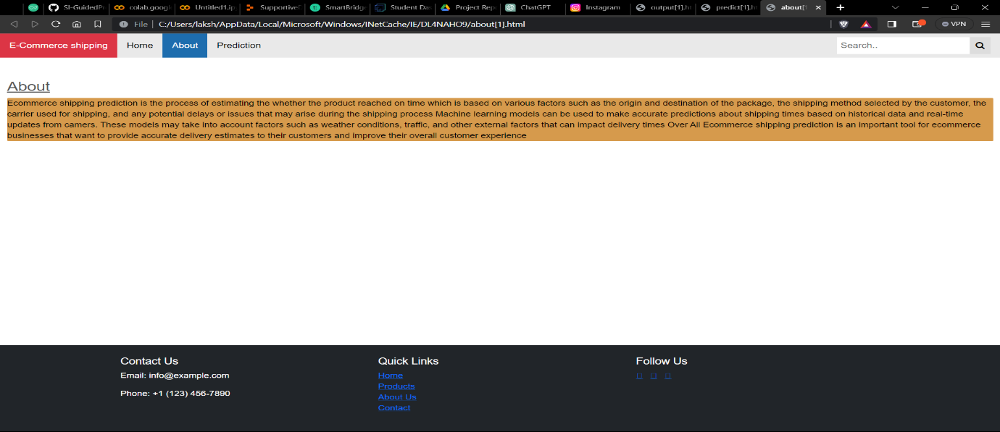 SI-GuidedPr
colab.google
Untitled1.ip
SupportiveE
SmartBridge
Student Das
Project Repo
ChatGPT
Instagram
output[1].ht
predict[1].ht
about[1
File | C:/Users/laksh/AppData/Local/Microsoft/Windows/INetCache/IE/DL4NAHO9/about[1].html
VPN
E-Commerce shipping Home About Prediction Search..
About
Ecommerce shipping prediction is the process of estimating the whether the product reached on time which is based on various factors such as the origin and destination of the package, the shipping method selected by the customer, the
carrier used for shipping, and any potential delays or issues that may arise during the shipping process Machine learning models can be used to make accurate predictions about shipping times based on historical data and real-time
updates from camers. These models may take into account factors such as weather conditions, traffic, and other external factors that can impact delivery times Over All Ecommerce shipping prediction is an important tool for ecommerce
businesses that want to provide accurate delivery estimates to their customers and improve their overall customer experience
Contact Us
Email: info@example.com
Phone: +1 (123) 456-7890
Quick Links
Home
Products
About Us
Contact
Follow Us